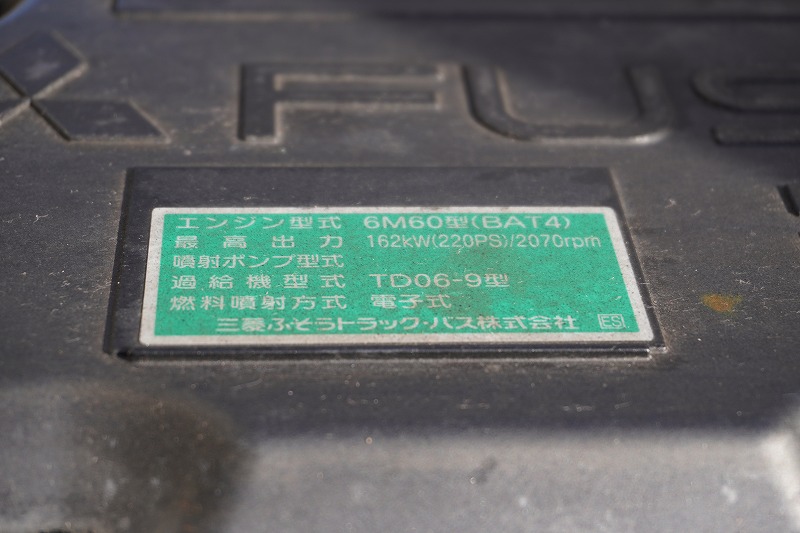 FUS
エンジン型式 6M60型(BAT4)
最高出力 162kW(220PS)/2070rpm
噴射ポンプ型式
過給機型式 TD06-9型
燃料噴射方式 電子式
三菱ふそうトラック・バス株式会社 ES